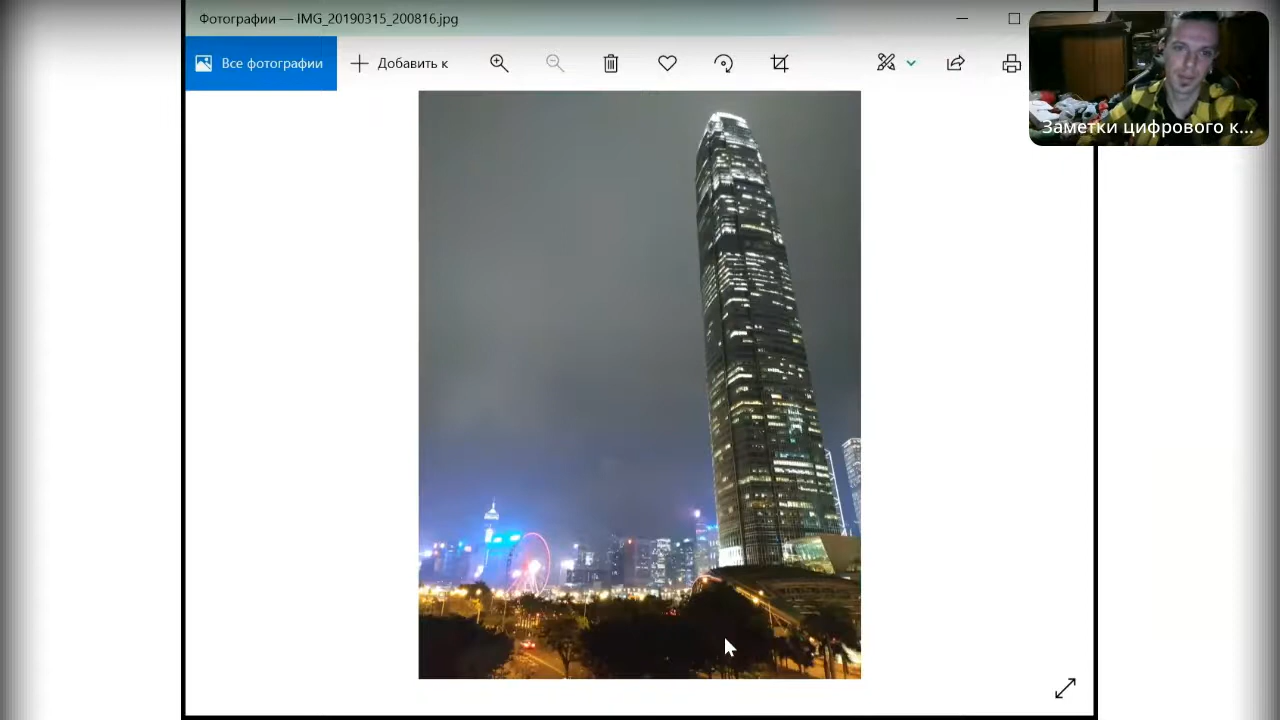 Фотографии — IMG_20190315_200816.jpg
Все фотографии
Добавить к
Заметки цифрового к...